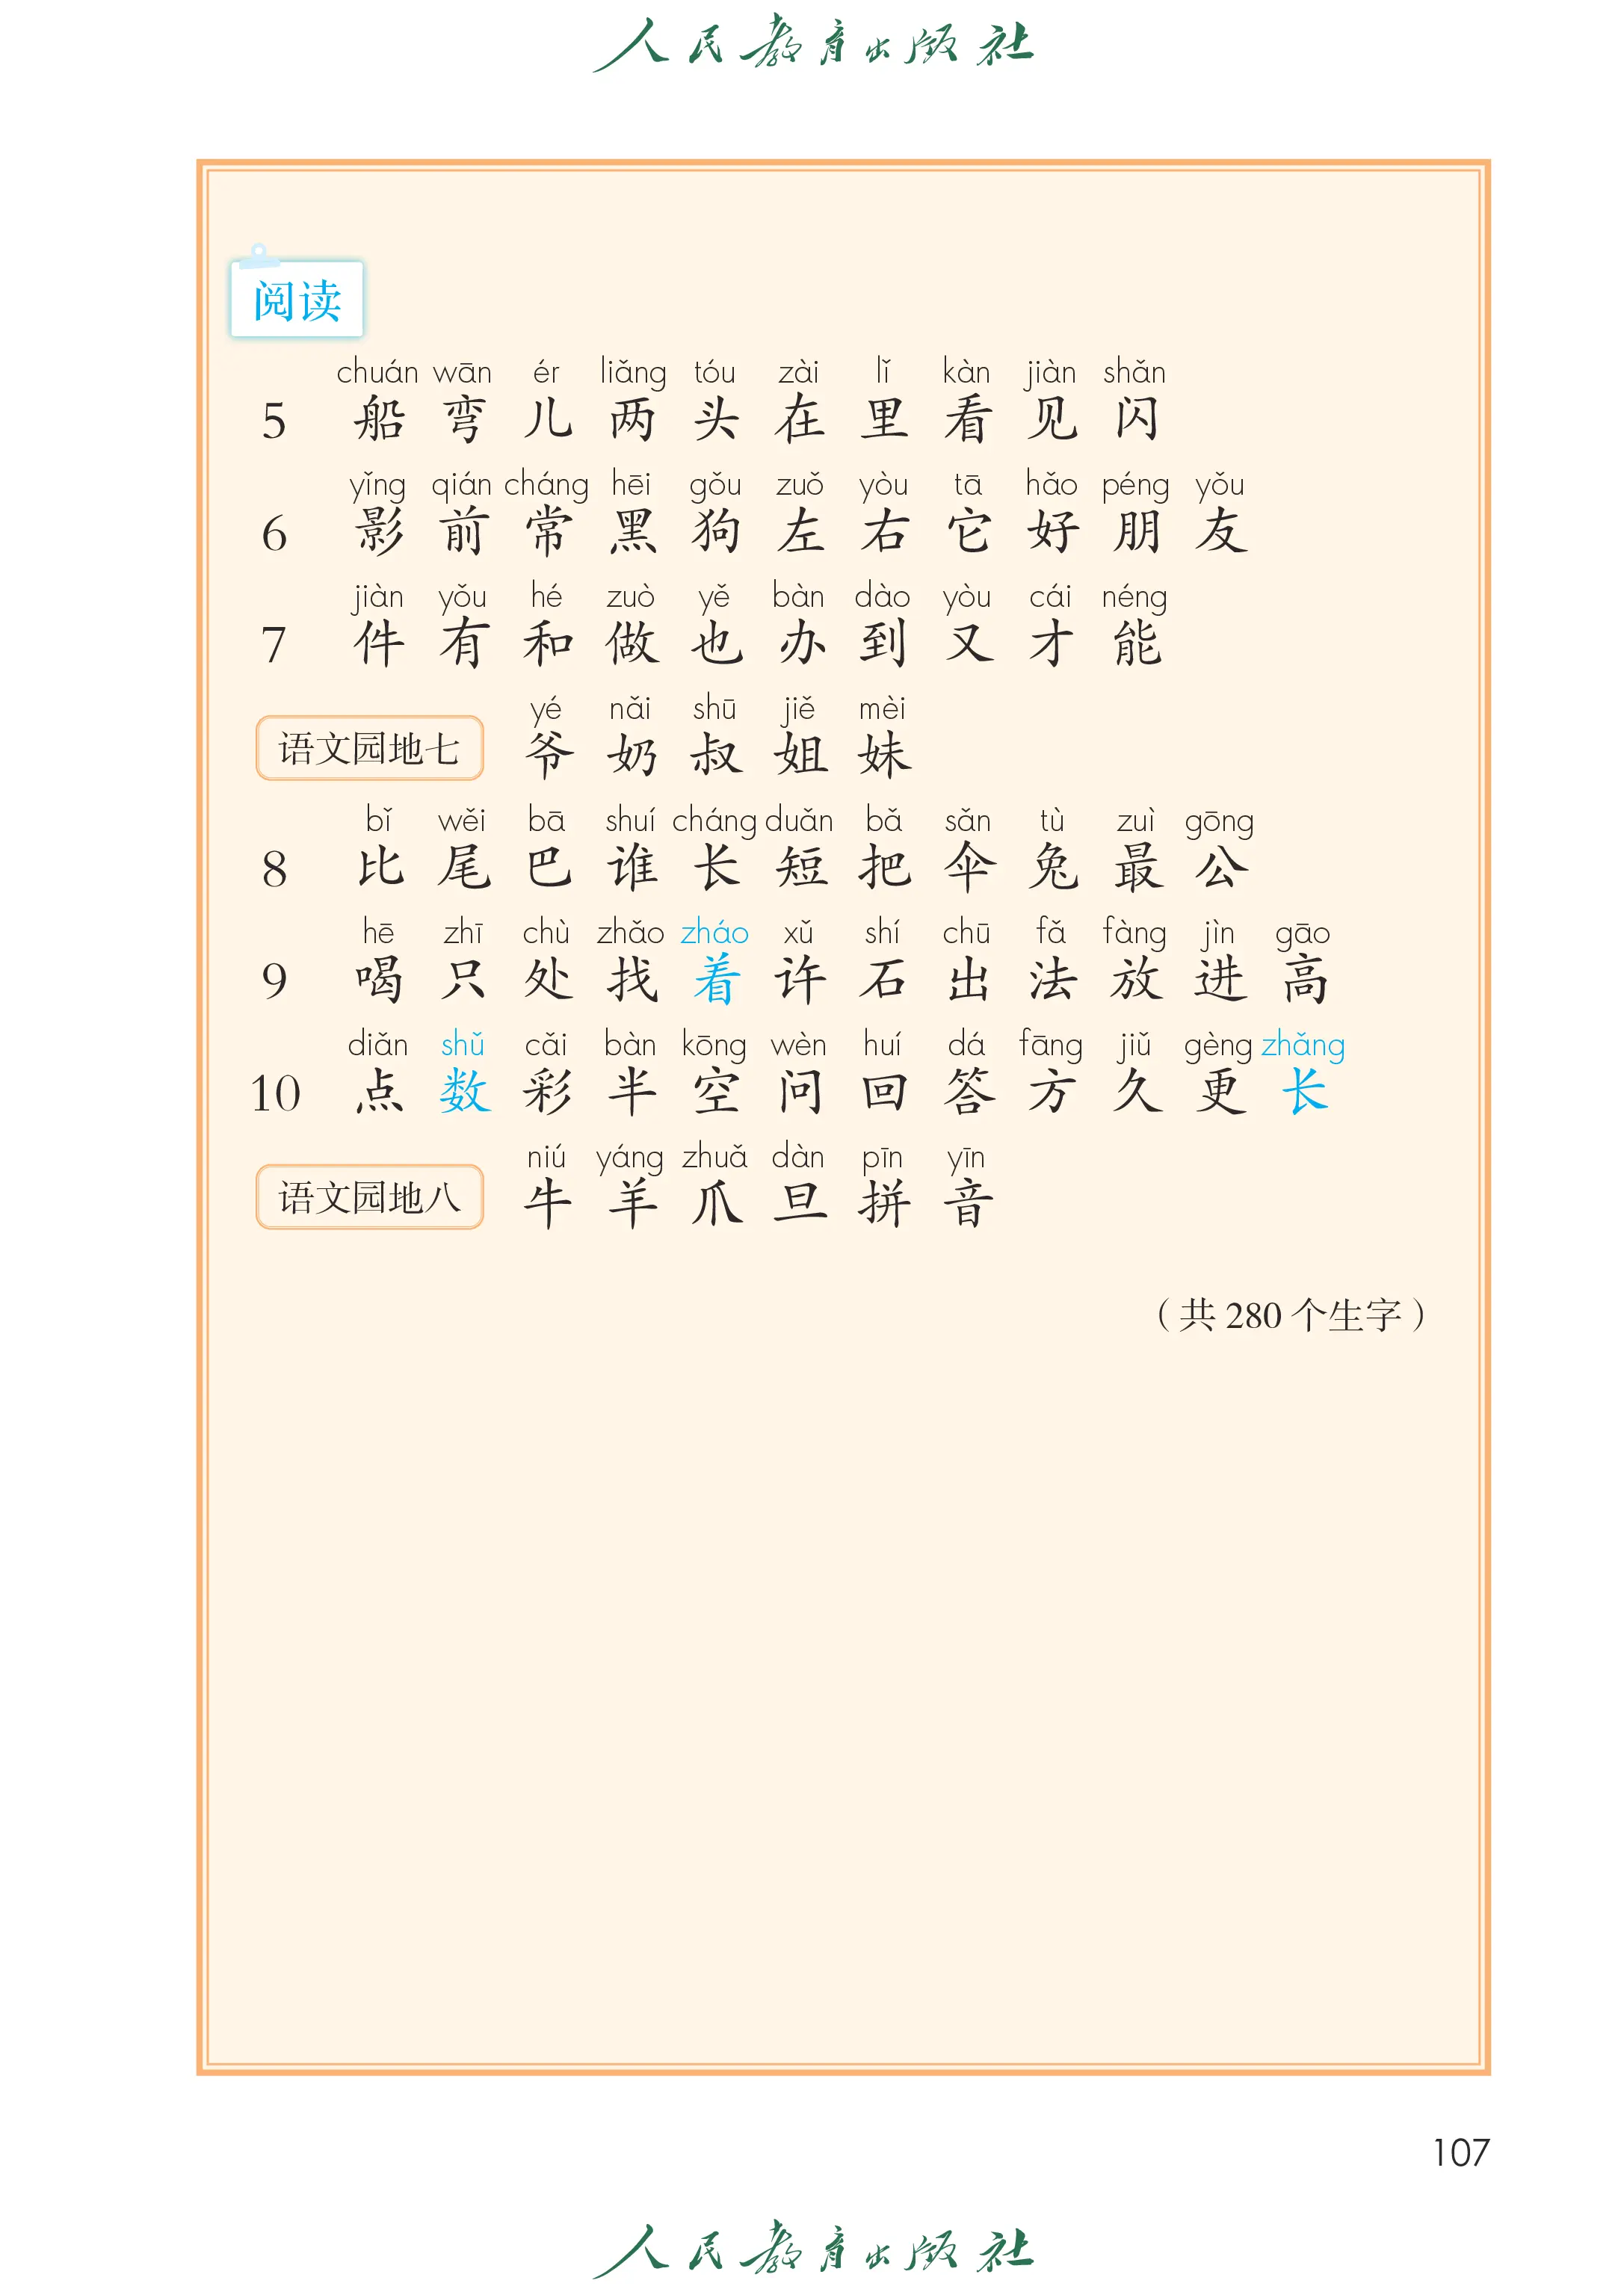 人民教育出版社
阅读
chuán wān ér liǎng tóu zài lǐ kàn jiàn shǎn
5 船 弯 儿 两 头 在 里 看 见 闪
yǐng qián cháng hēi gǒu zuǒ yòu tā hǎo péng yǒu
6 影 前 常 黑 狗 左 右 它 好 朋 友
jiàn yǒu hé zuò yě bàn dào yòu cái néng
7 件 有 和 做 也 办 到 又 才 能
yé nǎi shū jiě mèi
语文园地七 爷 奶 叔 姐 妹
bǐ wěi bā shuí cháng duǎn bǎ sǎn tù zuì gōng
8 比 尾 巴 谁 长 短 把 伞 兔 最 公
hē zhī chù zhǎo zháo xǔ shí chū fǎ fàng jìn gāo
9 喝 只 处 找 着 许 石 出 法 放 进 高
diǎn shǔ cǎi bàn kōng wèn huí dá fāng jiǔ gèng zhǎng
10 点 数 彩 半 空 问 回 答 方 久 更 长
niú yáng zhuǎ dàn pīn yīn
语文园地八 牛 羊 爪 旦 拼 音
（共 280 个生字）
107
人民教育出版社